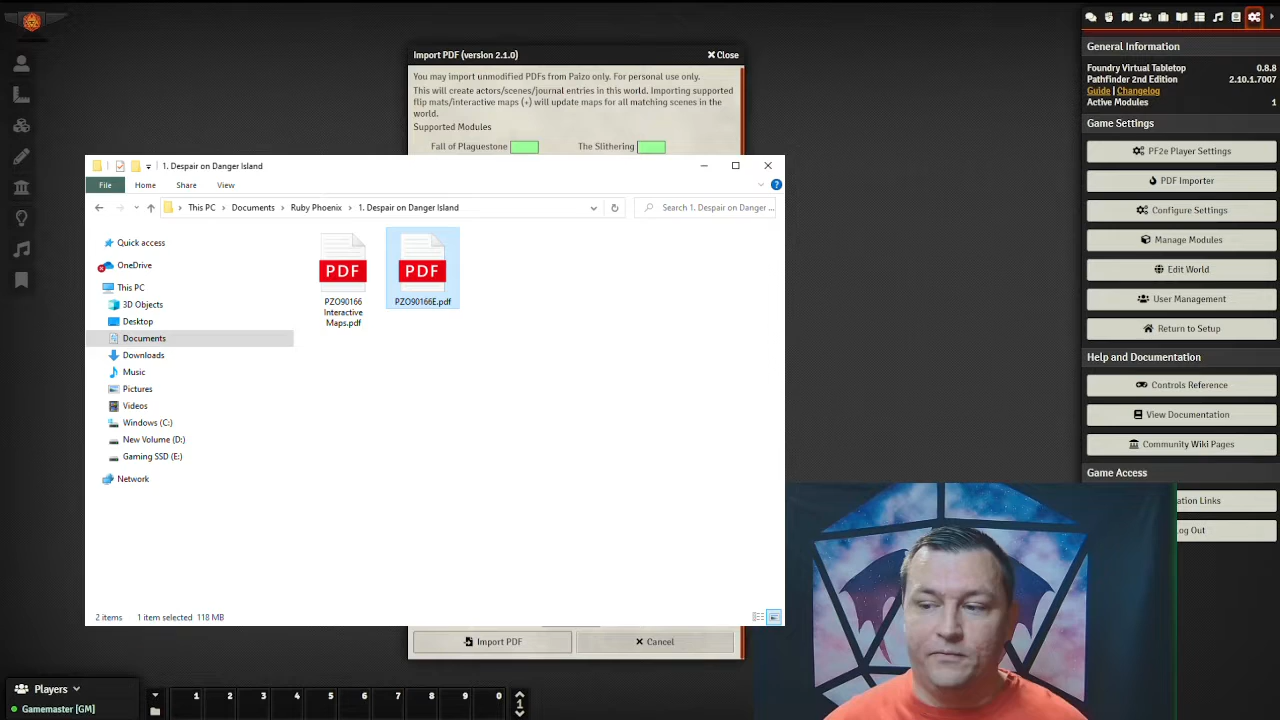 Import PDF (version 2.1.0)
Close
You may import unmodified PDFs from Paizo only. For personal use only.
This will create actors/scenes/journal entries in this world. Importing supported
flip mats/interactive maps (+) will update maps for all matching scenes in the
world.
Supported Modules
Fall of Plaguestone
The Slithering
1. Despair on Danger Island
File
Home
Share
View
This PC
Documents
Ruby Phoenix
1. Despair on Danger Island
Search 1. Despair on Danger ...
Quick access
OneDrive
This PC
3D Objects
Desktop
Documents
Downloads
Music
Pictures
Videos
Windows (C:)
New Volume (D:)
Gaming SSD (E:)
Network
PDF
PZO90166
Interactive
Maps.pdf
PDF
PZO90166E.pdf
2 items
1 item selected 118 MB
Import PDF
Cancel
Players
Gamemaster [GM]
1
2
3
4
5
6
7
8
9
0
1
General Information
Foundry Virtual Tabletop
0.8.8
Pathfinder 2nd Edition
2.10.1.7007
Guide | Changelog
Active Modules
1
Game Settings
PF2e Player Settings
PDF Importer
Configure Settings
Manage Modules
Edit World
User Management
Return to Setup
Help and Documentation
Controls Reference
View Documentation
Community Wiki Pages
Game Access
Links
Log Out